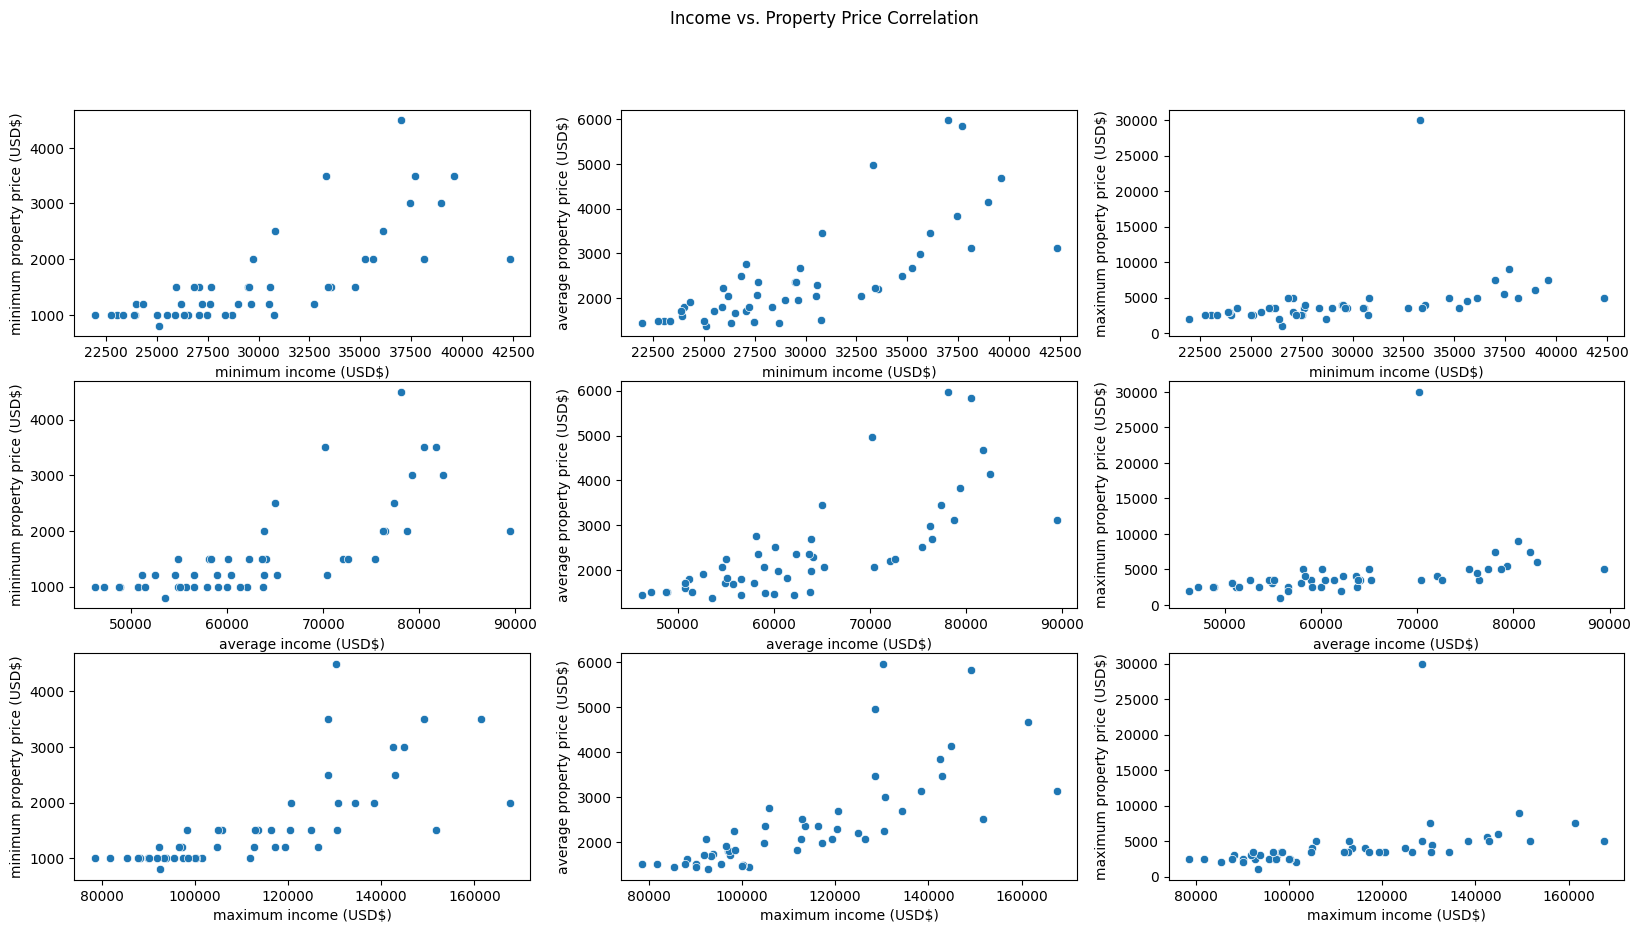 Income vs. Property Price Correlation
minimum property price (USD$)
4000
3000
2000
1000
22500 25000 27500 30000 32500 35000 37500 40000 42500
minimum income (USD$)
average property price (USD$)
6000
5000
4000
3000
2000
22500 25000 27500 30000 32500 35000 37500 40000 42500
minimum income (USD$)
maximum property price (USD$)
30000
25000
20000
15000
10000
5000
0
22500 25000 27500 30000 32500 35000 37500 40000 42500
minimum income (USD$)
minimum property price (USD$)
4000
3000
2000
1000
50000 60000 70000 80000 90000
average income (USD$)
average property price (USD$)
6000
5000
4000
3000
2000
50000 60000 70000 80000 90000
average income (USD$)
maximum property price (USD$)
30000
25000
20000
15000
10000
5000
0
50000 60000 70000 80000 90000
average income (USD$)
minimum property price (USD$)
4000
3000
2000
1000
80000 100000 120000 140000 160000
maximum income (USD$)
average property price (USD$)
6000
5000
4000
3000
2000
80000 100000 120000 140000 160000
maximum income (USD$)
maximum property price (USD$)
30000
25000
20000
15000
10000
5000
0
80000 100000 120000 140000 160000
maximum income (USD$)